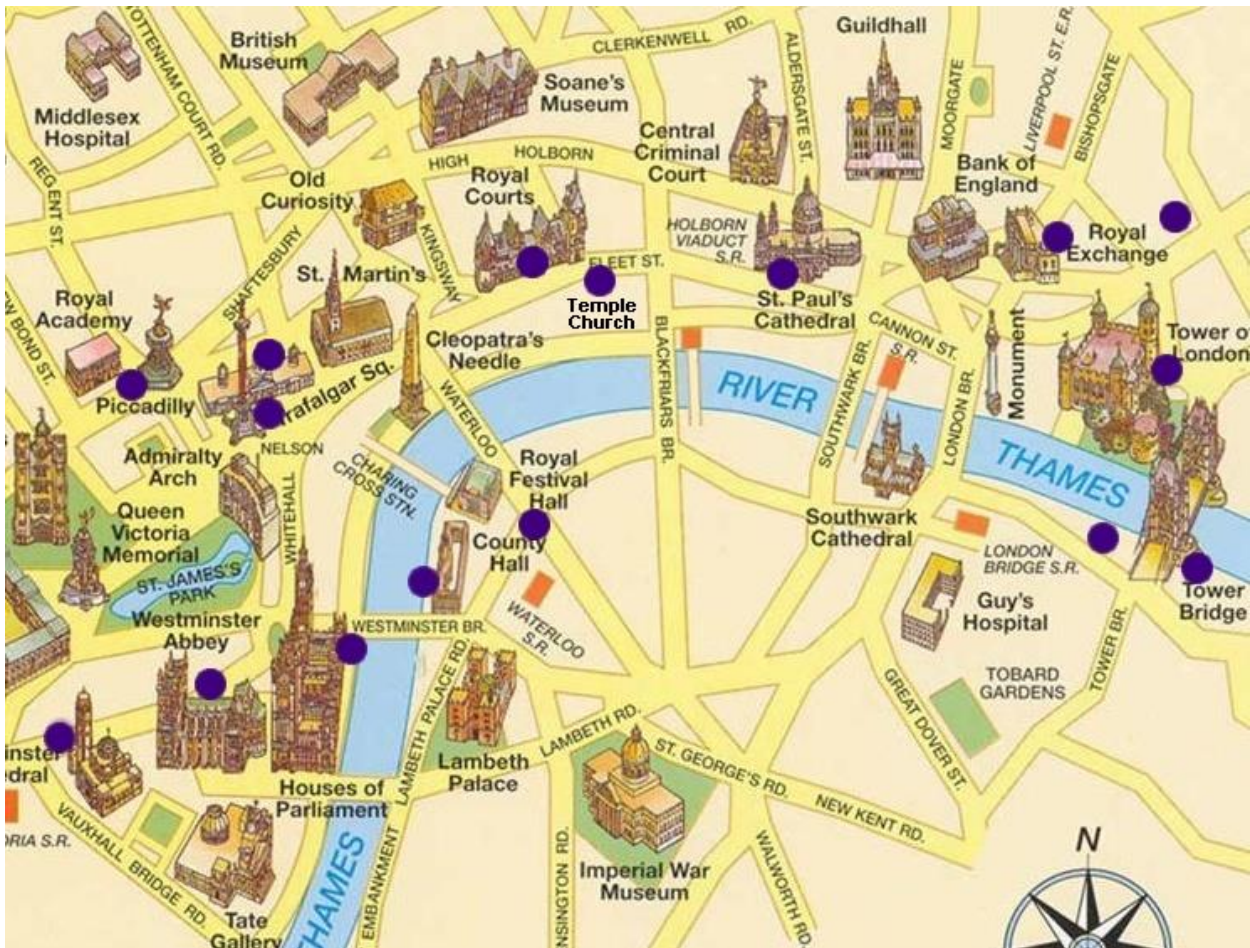 TOTTENHAM COURT RD.
British
Museum
CLERKENWELL RD.
ALDERSGATE ST.
Guildhall
MOORGATE
LIVERPOOL ST. E.R.
BISHOPSGATE
Middlesex
Hospital
Soane's
Museum
Central
Criminal
Court
REGENT ST.
HIGH HOLBORN
Bank of
England
Old
Curiosity
Royal
Courts
KINGSWAY
HOLBORN
VIADUCT
S.R.
Royal
Exchange
SHAFTESBURY
St. Martin's
FLEET ST.
Temple
Church
St. Paul's
Cathedral
Royal
Academy
Cleopatra's
Needle
BLACKFRIARS BR.
CANNON ST.
S.R.
Monument
Tower of
London
W BOND ST.
Piccadilly
Trafalgar Sq.
WATERLOO
RIVER
SOUTHWARK BR.
LONDON BR.
NELSON
Admiralty
Arch
CHARING
CROSS STN.
Royal
Festival
Hall
THAMES
WHITEHALL
Queen
Victoria
Memorial
Southwark
Cathedral
County
Hall
LONDON
BRIDGE S.R.
ST. JAMES'S
PARK
Tower
Bridge
Westminster
Abbey
WESTMINSTER BR.
WATERLOO
S.R.
Guy's
Hospital
TOWER BR.
LAMBETH PALACE RD.
TOBARD
GARDENS
GREAT DOVER ST.
inster
dral
LAMBETH RD.
Lambeth
Palace
ST. GEORGE'S RD.
Houses of
Parliament
NEW KENT RD.
ORIA S.R.
VAUXHALL BRIDGE RD.
THAMES
EMBANKMENT
NSINGTON RD.
Imperial War
Museum
WALWORTH RD.
N
Tate
Gallery